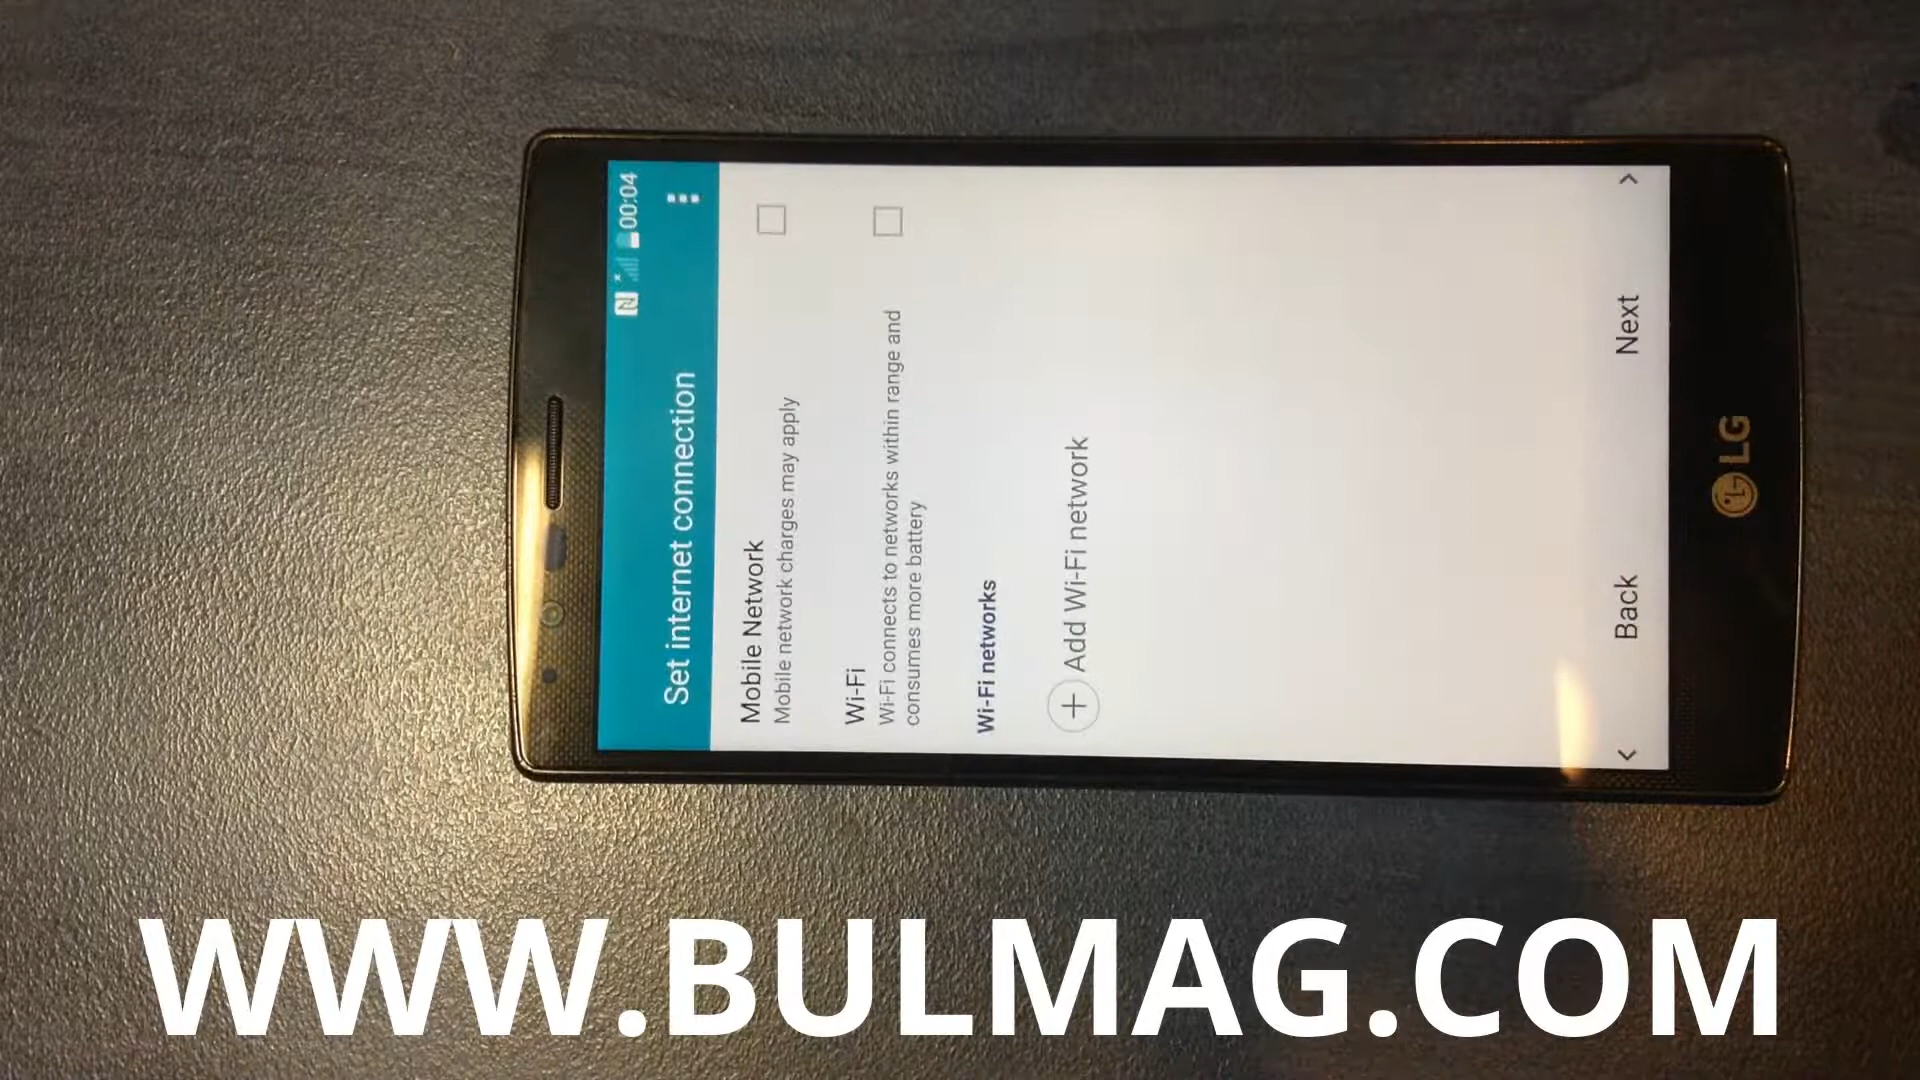 00:04
Set internet connection
Mobile Network
Mobile network charges may apply
Wi-Fi
Wi-Fi connects to networks within range and
consumes more battery
Wi-Fi networks
Add Wi-Fi network
Back
Next
LG
WWW.BULMAG.COM